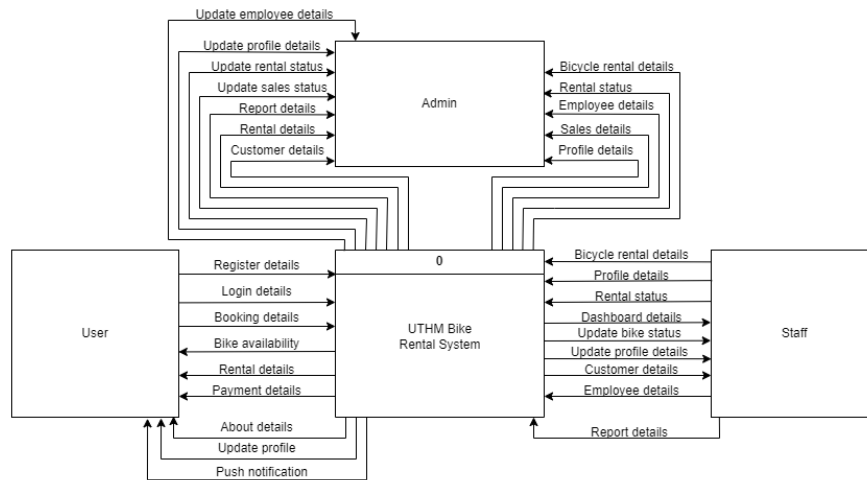 Update employee details
Update profile details
Update rental status
Update sales status
Report details
Rental details
Customer details
Admin
Bicycle rental details
Rental status
Employee details
Sales details
Profile details
User
Register details
Login details
Booking details
Bike availability
Rental details
Payment details
About details
Update profile
Push notification
0
UTHM Bike
Rental System
Bicycle rental details
Profile details
Rental status
Dashboard details
Update bike status
Update profile details
Customer details
Employee details
Report details
Staff